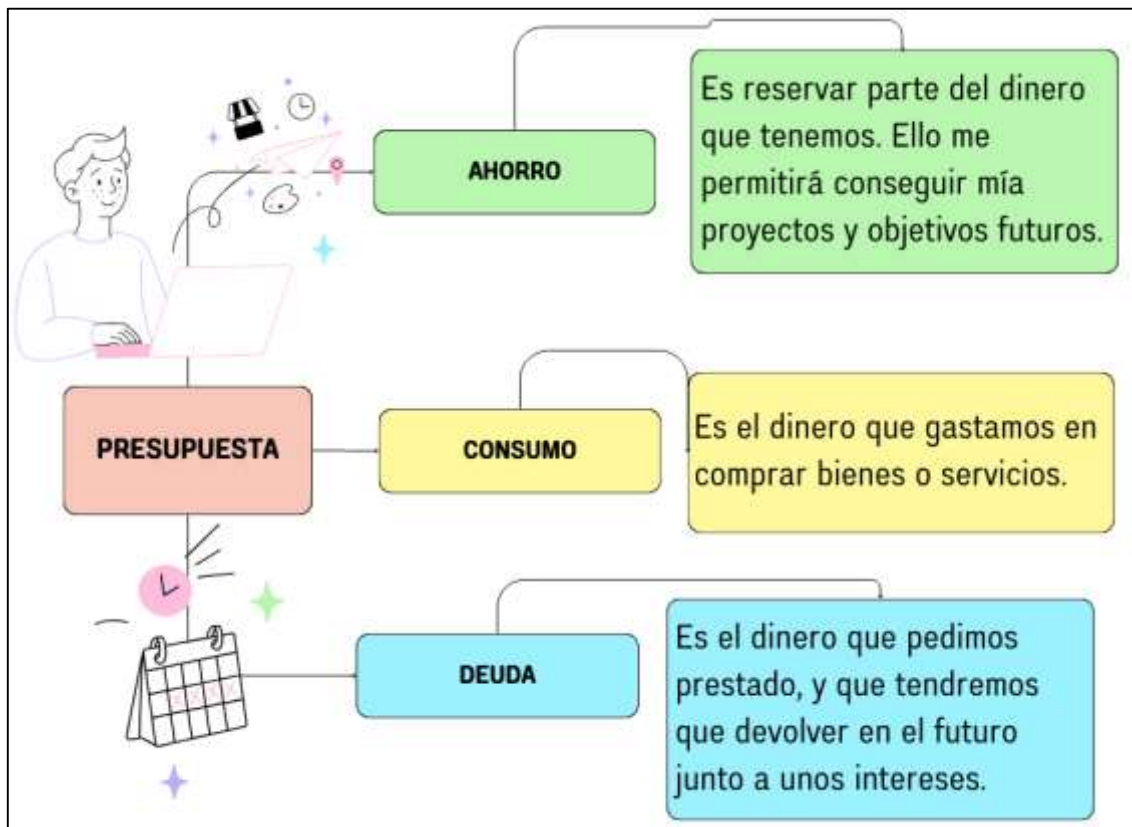 AHORRO
Es reservar parte del dinero
que tenemos. Ello me
permitirá conseguir mía
proyectos y objetivos futuros.
PRESUPUESTA
CONSUMO
Es el dinero que gastamos en
comprar bienes o servicios.
DEUDA
Es el dinero que pedimos
prestado, y que tendremos
que devolver en el futuro
junto a unos intereses.